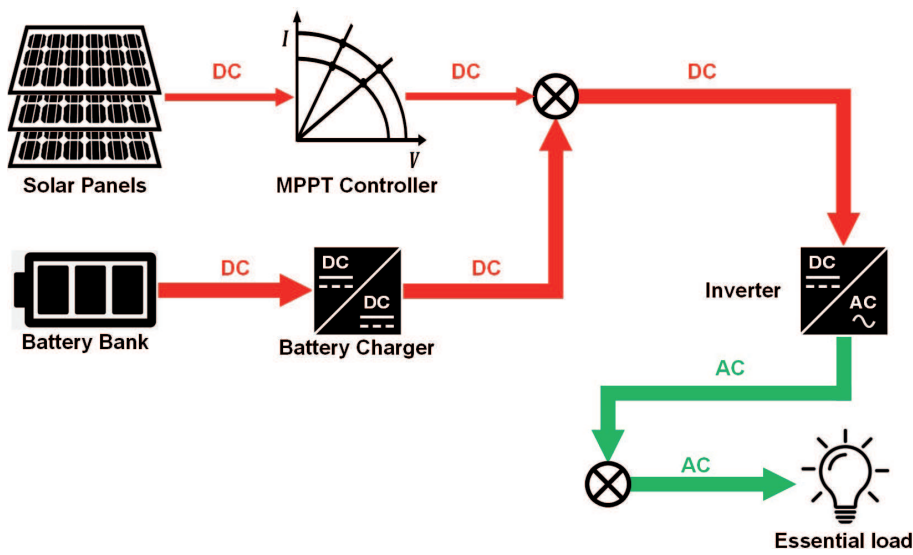 I
DC
DC
DC
V
Solar Panels
MPPT Controller
DC
DC
DC
DC
Battery Bank
Battery Charger
Inverter
DC
AC
AC
AC
Essential load